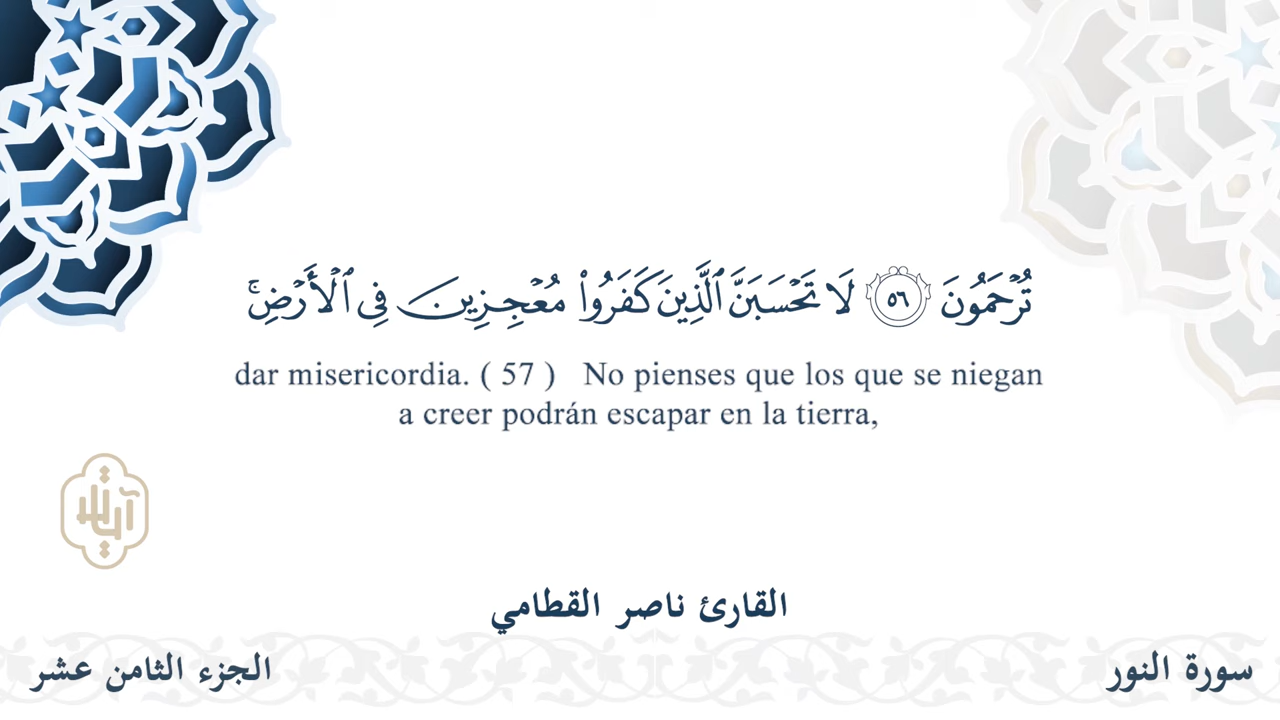 تُرْحَمُونَ ٥٦ لَا تَحْسَبَنَّ ٱلَّذِينَ كَفَرُوا۟ مُعْجِزِينَ فِى ٱلْأَرْضِ ۚ
dar misericordia. ( 57 ) No pienses que los que se niegan
a creer podrán escapar en la tierra,
آيات
القارئ ناصر القطامي
سورة النور
الجزء الثامن عشر